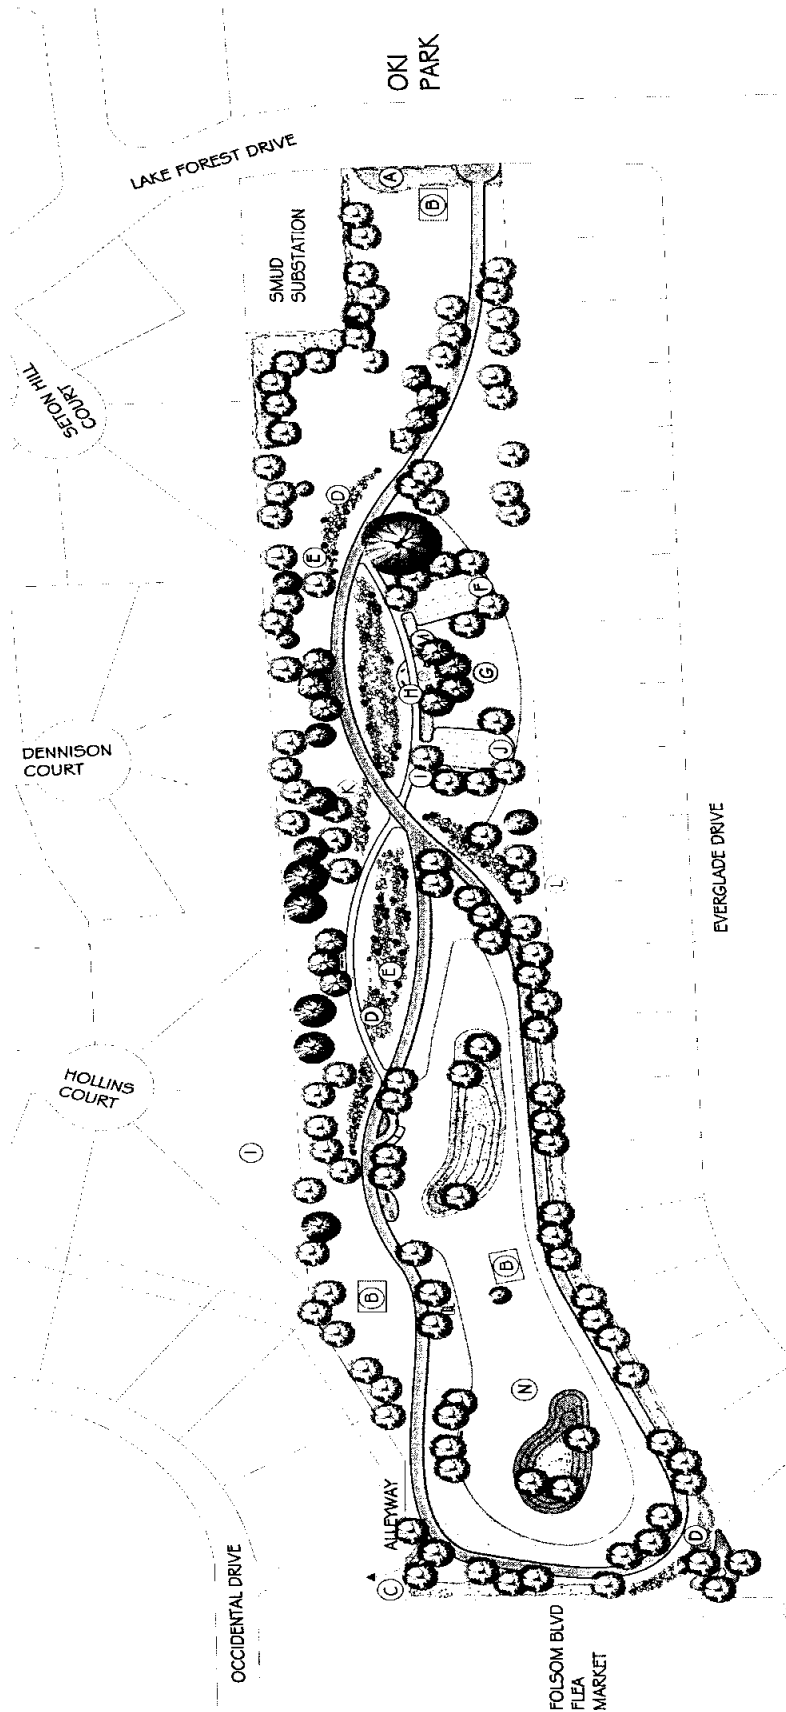 OKI
PARK
LAKE FOREST DRIVE
A
B
SMUD
SUBSTATION
SETON HILL
COURT
D
E
F
G
H
I
J
K
DENNISON
COURT
EVERGLADE DRIVE
L
E
D
HOLLINS
COURT
I
B
B
N
ALLEYWAY
C
D
OCCIDENTAL DRIVE
FOLSOM BLVD
FLEA
MARKET